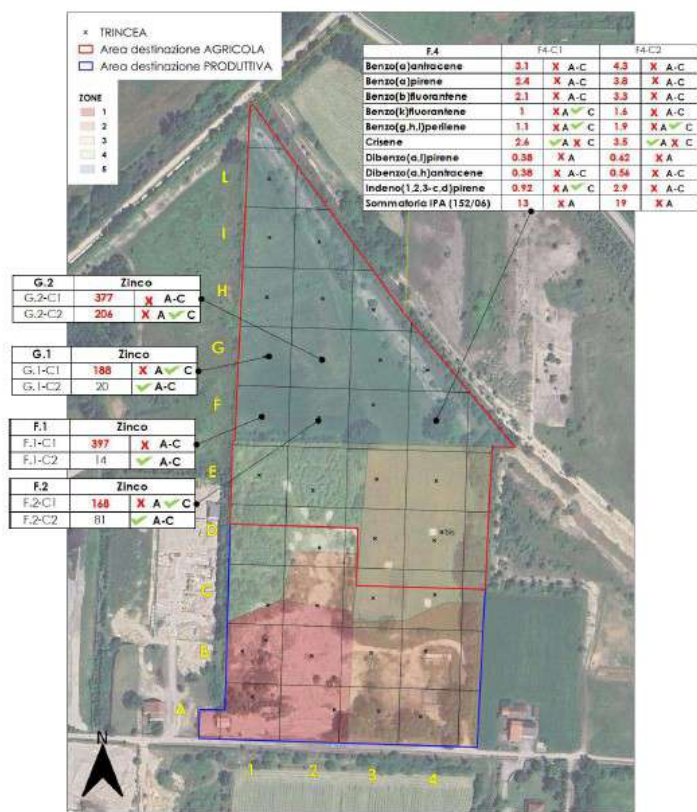 × TRINCEA
Area destinazione AGRICOLA
Area destinazione PRODUTTIVA
ZONE
1
2
3
4
5
F.4 F4-C1 F4-C2
Benzo(a)antracene 3.1 X A-C 4.3 X A-C
Benzo(a)pirene 2.4 X A-C 3.8 X A-C
Benzo(b)fluorantene 2.1 X A-C 3.3 X A-C
Benzo(k)fluorantene 1 X A ✓ C 1.6 X A-C
Benzo(g,h,i)perilene 1.1 X A ✓ C 1.9 X A ✓ C
Crisene 2.6 ✓ A X C 3.5 ✓ A X C
Dibenzo(a,l)pirene 0.38 X A 0.62 X A
Dibenzo(a,h)antracene 0.38 X A-C 0.56 X A-C
Indeno(1,2,3-c,d)pirene 0.92 X A ✓ C 2.9 X A-C
Sommatoria IPA (152/06) 13 X A 19 X A
L
I
H
G
F
E
D
C
B
A
G.2 Zinco
G.2-C1 377 X A-C
G.2-C2 206 X A ✓ C
G.1 Zinco
G.1-C1 188 X A ✓ C
G.1-C2 20 ✓ A-C
F.1 Zinco
F.1-C1 397 X A-C
F.1-C2 14 ✓ A-C
F.2 Zinco
F.2-C1 168 X A ✓ C
F.2-C2 81 ✓ A-C
N
1 2 3 4